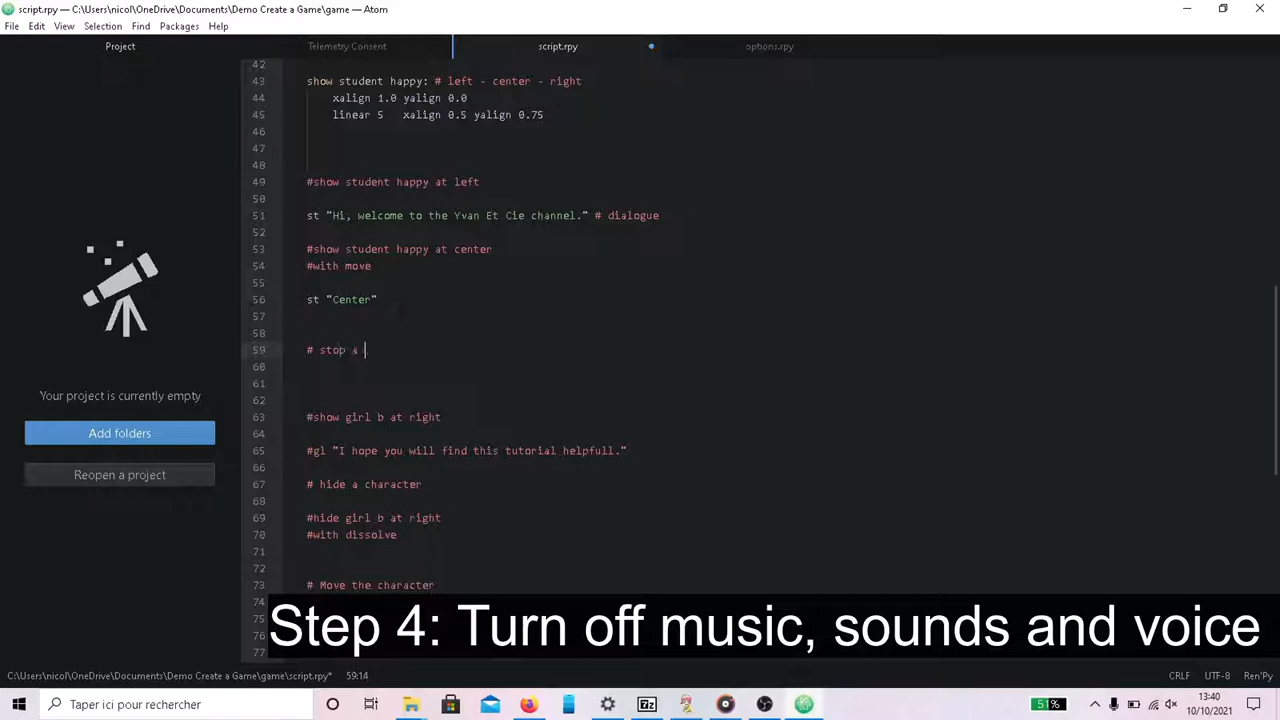 script.rpy — C:\Users\nicol\OneDrive\Documents\Demo Create a Game\game — Atom
File Edit View Selection Find Packages Help
Project
Telemetry Consent
script.rpy
options.rpy
42
43 show student happy: # left - center - right
44 xalign 1.0 yalign 0.0
45 linear 5 xalign 0.5 yalign 0.75
46
47
48
49 #show student happy at left
50
51 st "Hi, welcome to the Yvan Et Cie channel." # dialogue
52
53 #show student happy at center
54 #with move
55
56 st "Center"
57
58
59 # stop a
60
61
62
63 #show girl b at right
64
65 #gl "I hope you will find this tutorial helpfull."
66
67 # hide a character
68
69 #hide girl b at right
70 #with dissolve
71
72
73 # Move the character
74
75
76
77
Your project is currently empty
Add folders
Reopen a project
Step 4: Turn off music, sounds and voice
C:\Users\nicol\OneDrive\Documents\Demo Create a Game\game\script.rpy* 59:14
CRLF UTF-8 Ren'Py
Taper ici pour rechercher
51%
13:40
10/10/2021